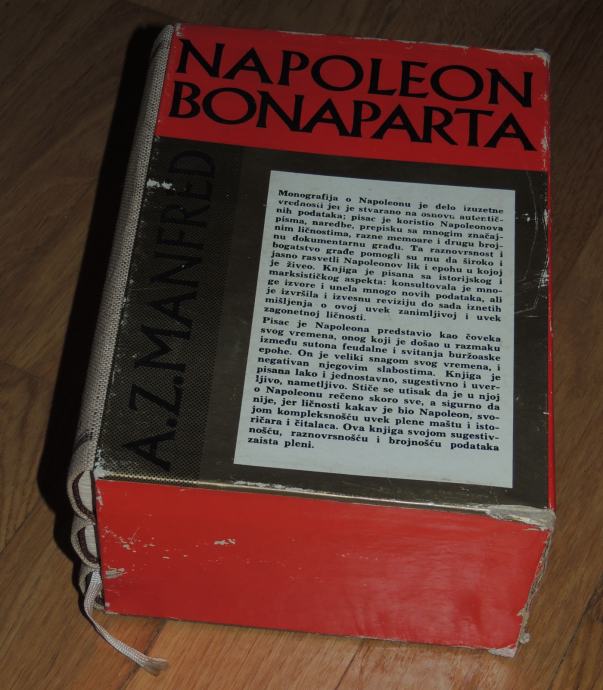 NAPOLEON
BONAPARTA
A.Z.MANFRED
Monografija o Napoleonu je delo izuzetne
vrednosti jer je stvarano na osnovu autentič-
nih podataka; pisac je koristio Napoleonova
pisma, naredbe, prepisku sa mnogim značaj-
nim ličnostima, razne memoare i drugu broj-
nu dokumentarnu građu. Ta raznovrsnost i
bogatstvo građe pomogli su mu da široko i
jasno rasvetli Napoleonov lik i epohu u kojoj
je živeo. Knjiga je pisana sa istorijskog i
marksističkog aspekta: konsultovala je mno-
ge izvore i unela mnogo novih podataka, ali
je izvršila i izvesnu reviziju do sada iznetih
mišljenja o ovoj uvek zanimljivoj i uvek
zagonetnoj ličnosti.
Pisac je Napoleona predstavio kao čoveka
svog vremena, onog koji je došao u razmaku
između sutona feudalne i svitanja buržoaske
epohe. On je veliki snagom svog vremena, i
negativan njegovim slabostima. Knjiga je
pisana lako i jednostavno, sugestivno i uver-
ljivo, nametljivo. Stiče se utisak da je u njoj
o Napoleonu rečeno skoro sve, a sigurno da
nije, jer ličnosti kakav je bio Napoleon, svo-
jom kompleksnošću uvek plene maštu i isto-
ričara i čitalaca. Ova knjiga svojom sugestiv-
nošću, raznovrsnošću i brojnošću podataka
zaista pleni.